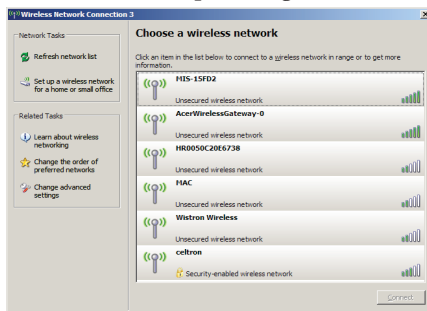 Wireless Network Connection 3
Network Tasks
Refresh network list
Set up a wireless network
for a home or small office
Related Tasks
Learn about wireless
networking
Change the order of
preferred networks
Change advanced
settings
Choose a wireless network
Click an item in the list below to connect to a wireless network in range or to get more
information.
MIS-15FD2
Unsecured wireless network
AcerWirelessGateway-0
Unsecured wireless network
HR0050C20E6738
Unsecured wireless network
MAC
Unsecured wireless network
Wistron Wireless
Unsecured wireless network
celtron
Security-enabled wireless network
Connect